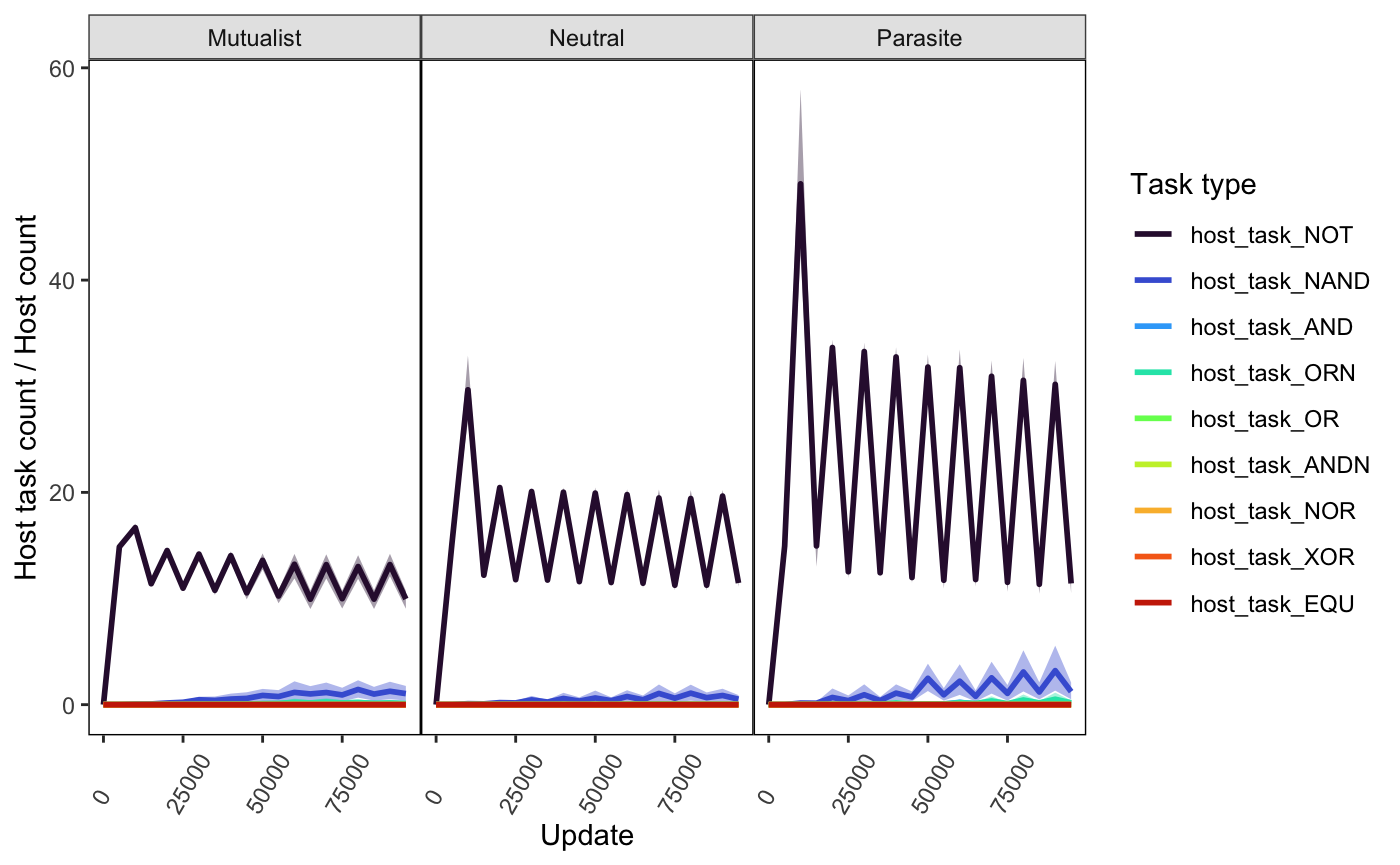 Mutualist
Neutral
Parasite
Host task count / Host count
60
40
20
0
0
25000
50000
75000
0
25000
50000
75000
0
25000
50000
75000
Update
Task type
host_task_NOT
host_task_NAND
host_task_AND
host_task_ORN
host_task_OR
host_task_ANDN
host_task_NOR
host_task_XOR
host_task_EQU